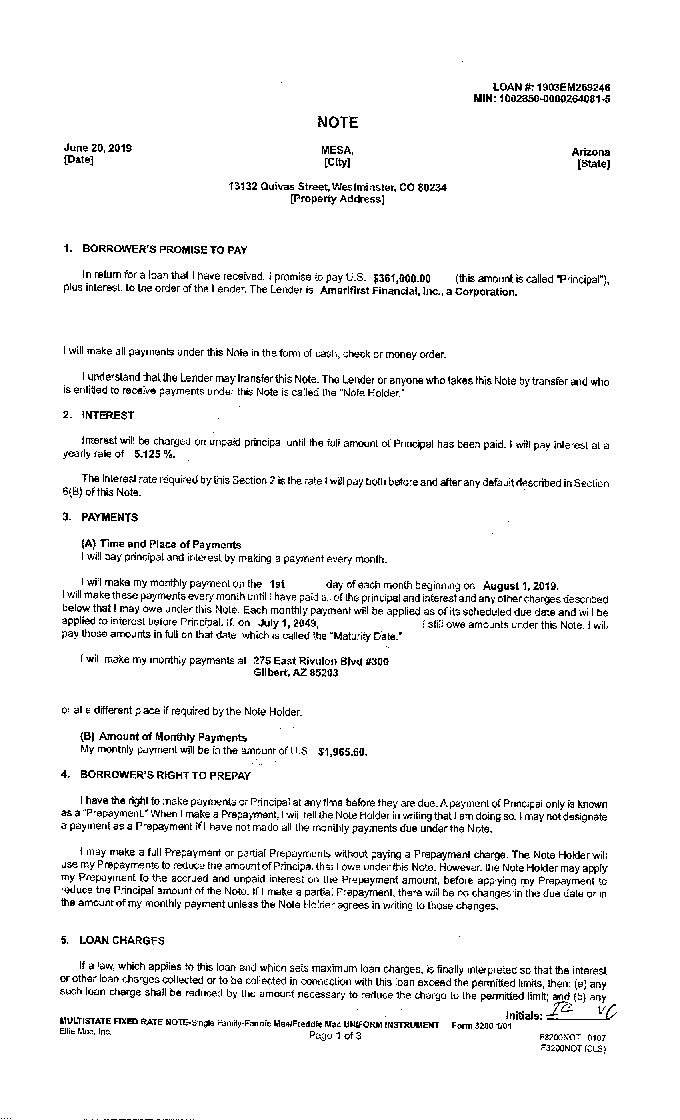 LOAN #: 1903EM269246
MIN: 1002850-0000264081-5
NOTE
June 20, 2019 MESA, Arizona
[Date] [City] [State]
13132 Quivas Street, Westminster, CO 80234
[Property Address]
1. BORROWER'S PROMISE TO PAY
In return for a loan that I have received, I promise to pay U.S. $361,000.00 (this amount is called "Principal"),
plus interest, to the order of the Lender. The Lender is Amerifirst Financial, Inc., a Corporation.
I will make all payments under this Note in the form of cash, check or money order.
I understand that the Lender may transfer this Note. The Lender or anyone who takes this Note by transfer and who
is entitled to receive payments under this Note is called the "Note Holder."
2. INTEREST
Interest will be charged on unpaid principal until the full amount of Principal has been paid. I will pay interest at a
yearly rate of 5.125 %.
The interest rate required by this Section 2 is the rate I will pay both before and after any default described in Section
6(B) of this Note.
3. PAYMENTS
(A) Time and Place of Payments
I will pay principal and interest by making a payment every month.
I will make my monthly payment on the 1st day of each month beginning on August 1, 2019.
I will make these payments every month until I have paid all of the principal and interest and any other charges described
below that I may owe under this Note. Each monthly payment will be applied as of its scheduled due date and will be
applied to interest before Principal. If, on July 1, 2049, I still owe amounts under this Note, I will
pay those amounts in full on that date, which is called the "Maturity Date."
I will make my monthly payments at 275 East Rivulon Blvd #300
Gilbert, AZ 85293
or at a different place if required by the Note Holder.
(B) Amount of Monthly Payments
My monthly payment will be in the amount of U.S. $1,965.60.
4. BORROWER'S RIGHT TO PREPAY
I have the right to make payments of Principal at any time before they are due. A payment of Principal only is known
as a "Prepayment." When I make a Prepayment, I will tell the Note Holder in writing that I am doing so. I may not designate
a payment as a Prepayment if I have not made all the monthly payments due under the Note.
I may make a full Prepayment or partial Prepayments without paying a Prepayment charge. The Note Holder will
use my Prepayments to reduce the amount of Principal that I owe under this Note. However, the Note Holder may apply
my Prepayment to the accrued and unpaid interest on the Prepayment amount, before applying my Prepayment to
reduce the Principal amount of the Note. If I make a partial Prepayment, there will be no changes in the due date or in
the amount of my monthly payment unless the Note Holder agrees in writing to those changes.
5. LOAN CHARGES
If a law, which applies to this loan and which sets maximum loan charges, is finally interpreted so that the interest
or other loan charges collected or to be collected in connection with this loan exceed the permitted limits, then: (a) any
such loan charge shall be reduced by the amount necessary to reduce the charge to the permitted limit; and (b) any
Initials: VC
MULTISTATE FIXED RATE NOTE-Single Family-Fannie Mae/Freddie Mac UNIFORM INSTRUMENT Form 3200 1/01
Ellie Mae, Inc. Page 1 of 3 F3200NOT 0107
F3200NOT (CLS)